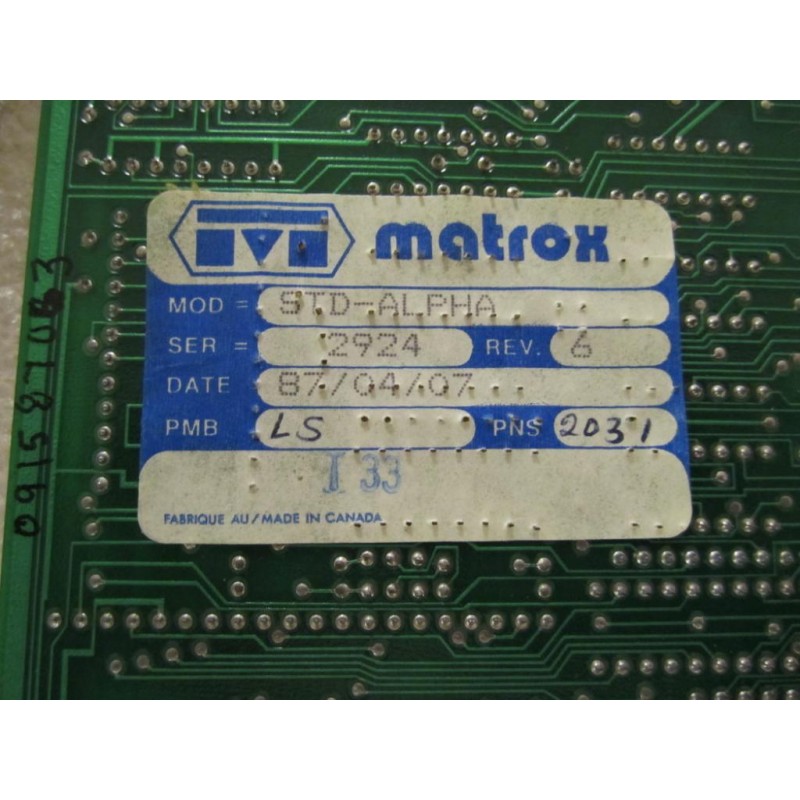 matrox
MOD = STD-ALPHA
SER = 2924 REV. 6
DATE 87/04/07
PMB LS PNS 2031
I 33
FABRIQUE AU/MADE IN CANADA